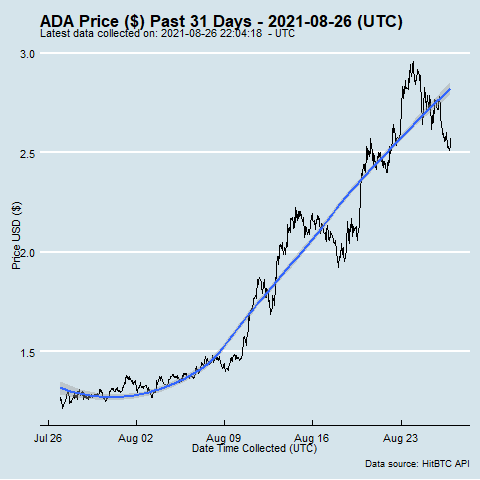 ADA Price ($) Past 31 Days - 2021-08-26 (UTC)
Latest data collected on: 2021-08-26 22:04:18 - UTC
3.0
2.5
2.0
1.5
Price USD ($)
Jul 26
Aug 02
Aug 09
Aug 16
Aug 23
Date Time Collected (UTC)
Data source: HitBTC API